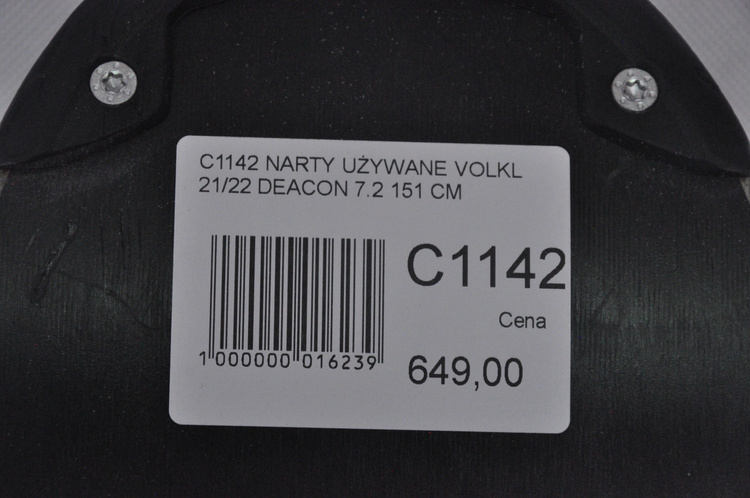 C1142 NARTY UŻYWANE VOLKL
21/22 DEACON 7.2 151 CM
C1142
Cena
649,00
1 000000 016239